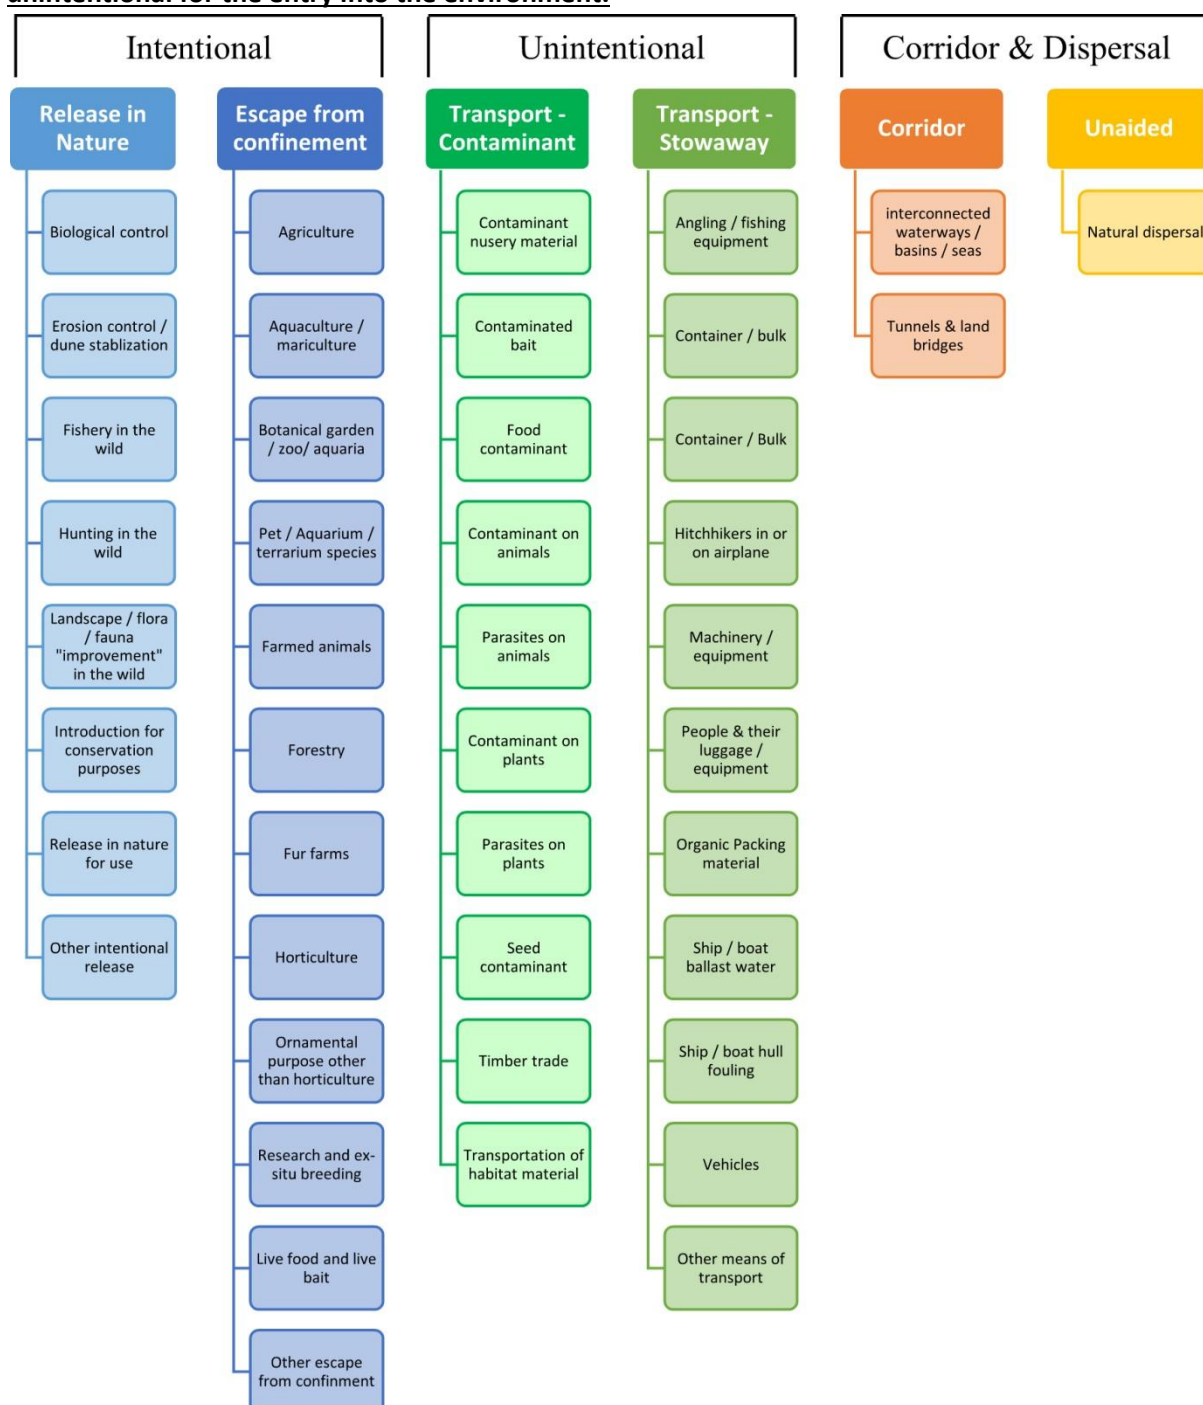 unintentional for the entry into the environment.
Intentional
Unintentional
Corridor & Dispersal
Release in
Nature
Escape from
confinement
Transport -
Contaminant
Transport -
Stowaway
Corridor
Unaided
Biological control
Erosion control /
dune stablization
Fishery in the
wild
Hunting in the
wild
Landscape / flora
/ fauna
"improvement"
in the wild
Introduction for
conservation
purposes
Release in nature
for use
Other intentional
release
Agriculture
Aquaculture /
mariculture
Botanical garden
/ zoo/ aquaria
Pet / Aquarium /
terrarium species
Farmed animals
Forestry
Fur farms
Horticulture
Ornamental
purpose other
than horticulture
Research and ex-
situ breeding
Live food and live
bait
Other escape
from confinment
Contaminant
nusery material
Contaminated
bait
Food
contaminant
Contaminant on
animals
Parasites on
animals
Contaminant on
plants
Parasites on
plants
Seed
contaminant
Timber trade
Transportation of
habitat material
Angling / fishing
equipment
Container / bulk
Container / Bulk
Hitchhikers in or
on airplane
Machinery /
equipment
People & their
luggage /
equipment
Organic Packing
material
Ship / boat
ballast water
Ship / boat hull
fouling
Vehicles
Other means of
transport
interconnected
waterways /
basins / seas
Tunnels & land
bridges
Natural dispersal